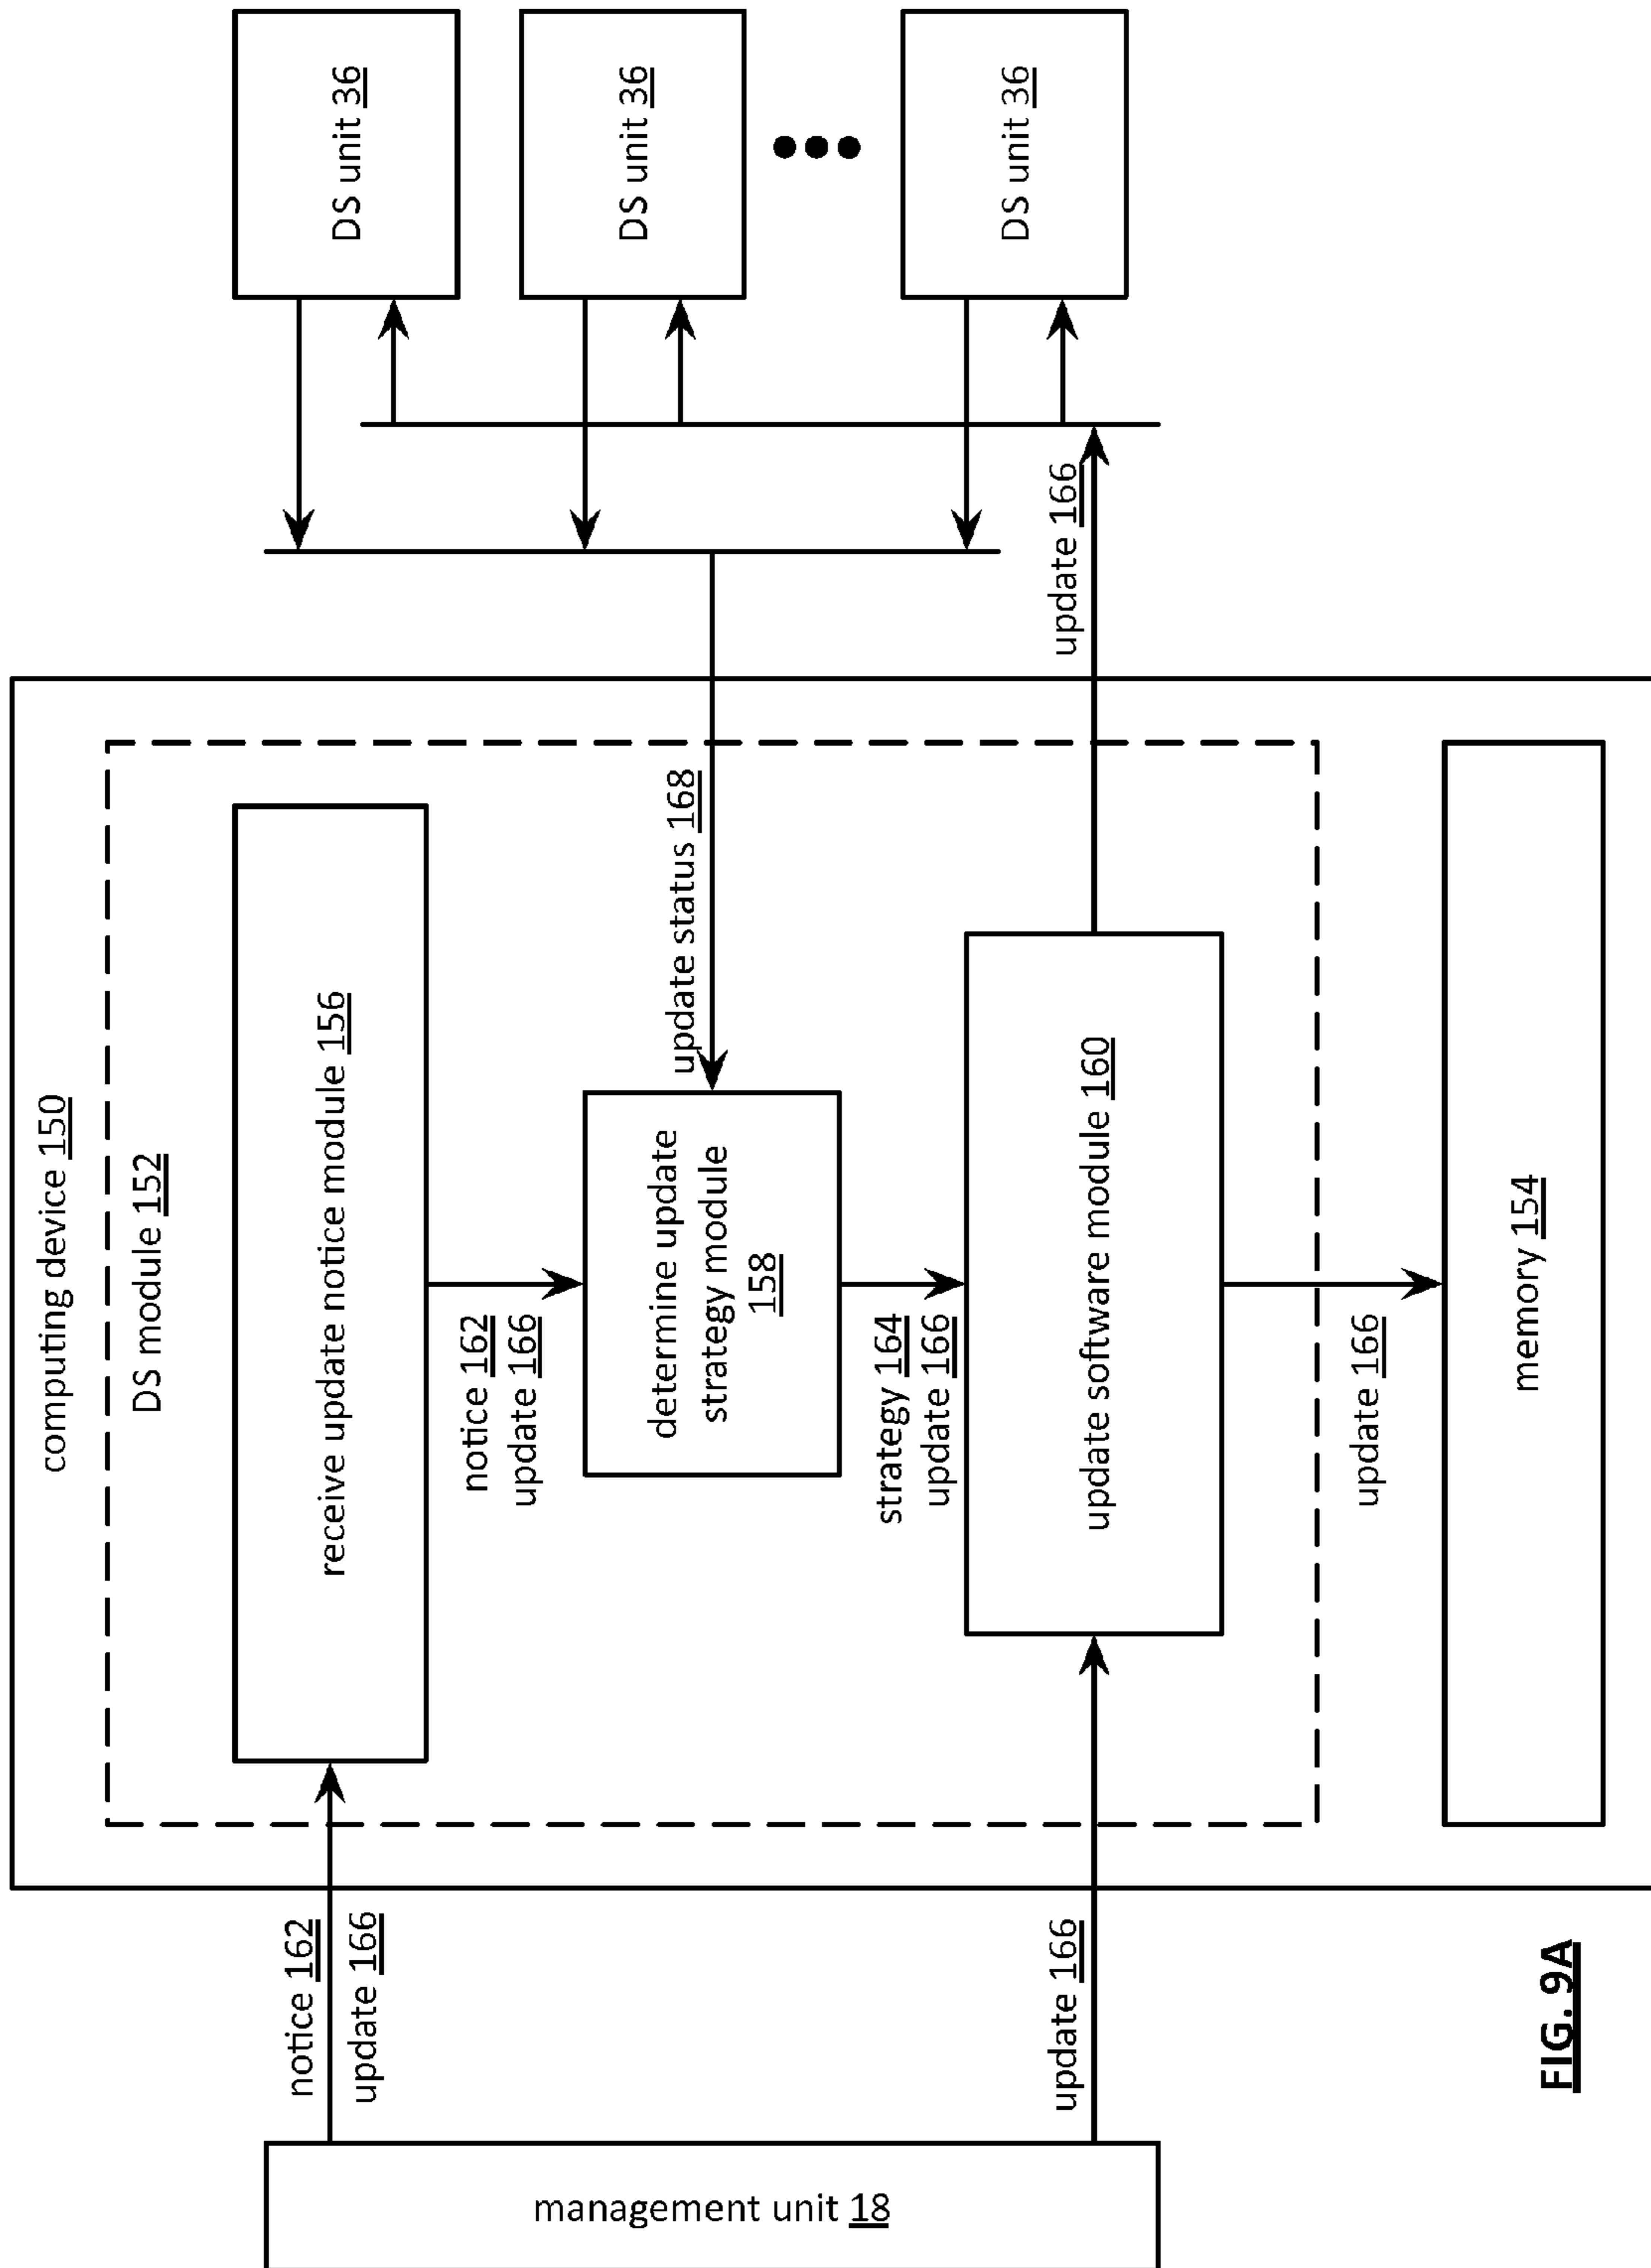 computing device 150
DS module 152
notice 162
update 166
receive update notice module 156
DS unit 36
notice 162
update 166
update status 168
DS unit 36
determine update
strategy module
158
strategy 164
update 166
management unit 18
update 166
update software module 160
update 166
DS unit 36
update 166
memory 154
FIG. 9A